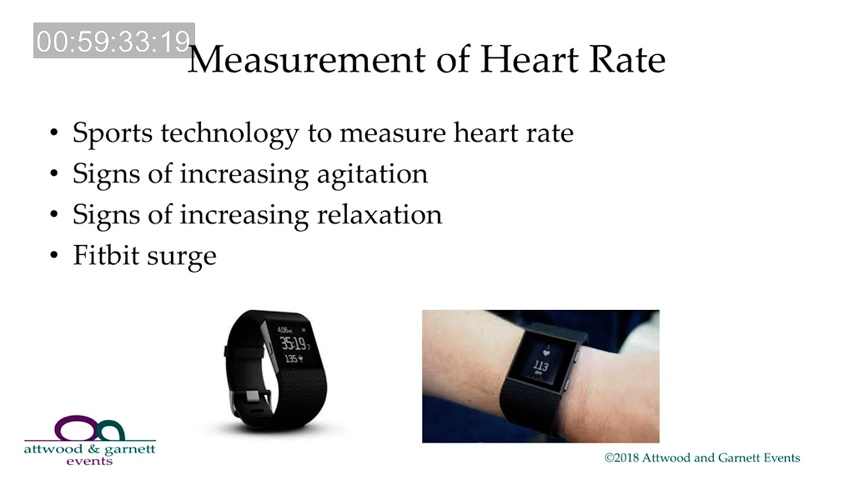 00:59:33:19
Measurement of Heart Rate
• Sports technology to measure heart rate
• Signs of increasing agitation
• Signs of increasing relaxation
• Fitbit surge
35:19
135
113
attwood & garnett
events
©2018 Attwood and Garnett Events